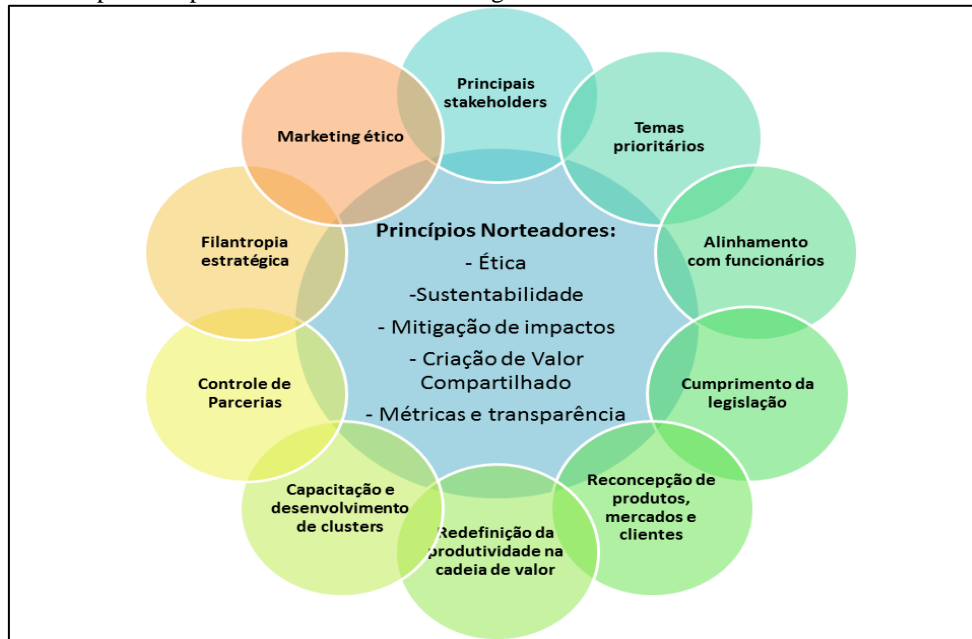 Principais
stakeholders
Temas
prioritários
Alinhamento
com funcionários
Cumprimento da
legislação
Reconcepção de
produtos,
mercados e
clientes
Redefinição da
produtividade na
cadeia de valor
Capacitação e
desenvolvimento
de clusters
Controle de
Parcerias
Filantropia
estratégica
Marketing ético
Princípios Norteadores:
- Ética
-Sustentabilidade
- Mitigação de impactos
- Criação de Valor
Compartilhado
- Métricas e transparência